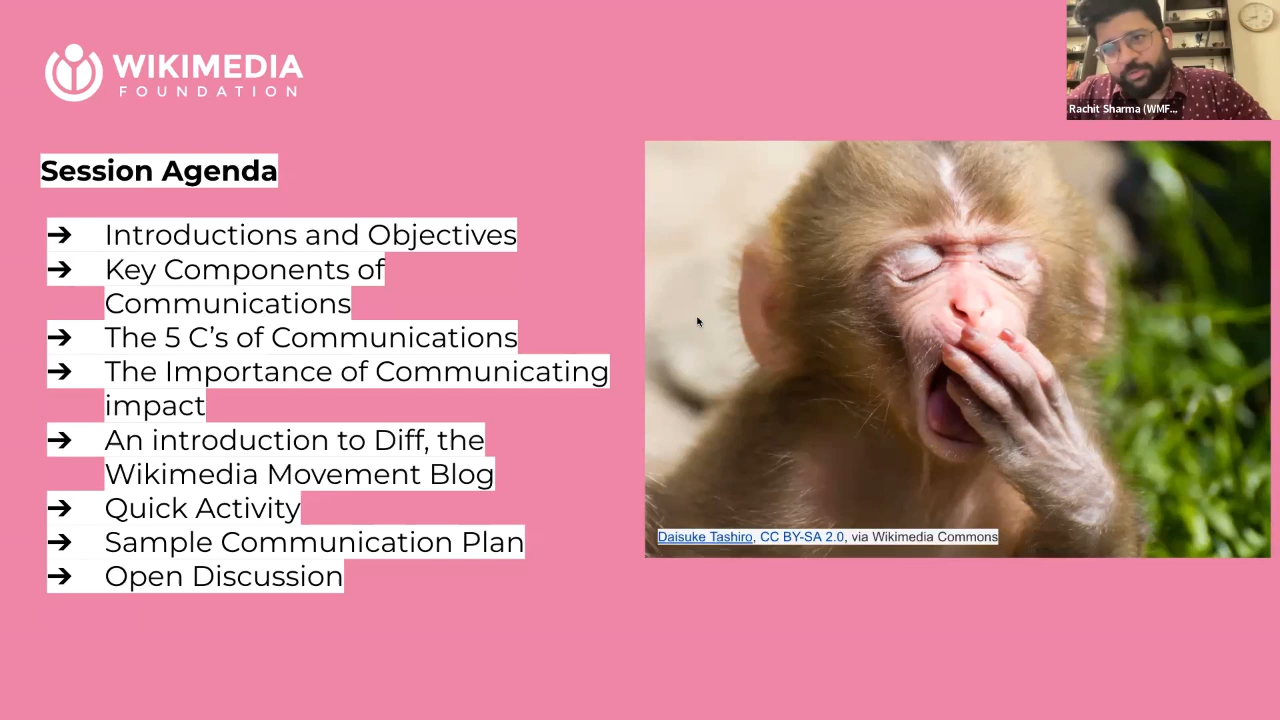 WIKIMEDIA
FOUNDATION
Rachit Sharma (WMF...
Session Agenda
➔ Introductions and Objectives
➔ Key Components of
Communications
➔ The 5 C’s of Communications
➔ The Importance of Communicating
impact
➔ An introduction to Diff, the
Wikimedia Movement Blog
➔ Quick Activity
➔ Sample Communication Plan
➔ Open Discussion
Daisuke Tashiro, CC BY-SA 2.0, via Wikimedia Commons